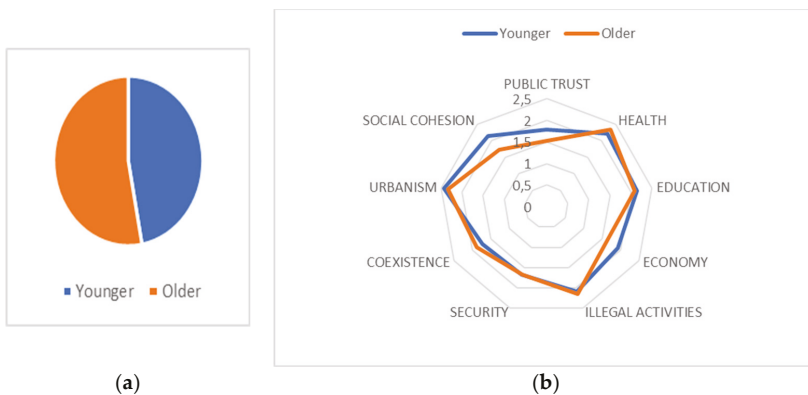 Younger Older
(a)
Younger Older
PUBLIC TRUST
2,5
SOCIAL COHESION
HEALTH
2
1,5
1
URBANISM
EDUCATION
0,5
0
COEXISTENCE
ECONOMY
SECURITY
ILLEGAL ACTIVITIES
(b)